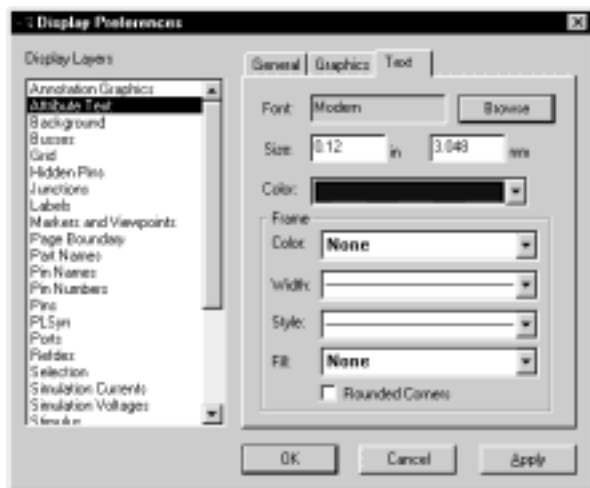 Display Preferences
Display Layers
Annotation Graphics
Attribute Text
Background
Busses
Grid
Hidden Pins
Junctions
Labels
Markers and Viewpoints
Page Boundary
Part Names
Pin Names
Pin Numbers
Pins
PLSyn
Ports
Refdes
Selection
Simulation Currents
Simulation Voltages
Stimulus
General Graphics Text
Font: Modern Browse
Size: 0.12 in 3.048 mm
Color:
Frame
Color: None
Width:
Style:
Fill: None
Rounded Corners
OK Cancel Apply